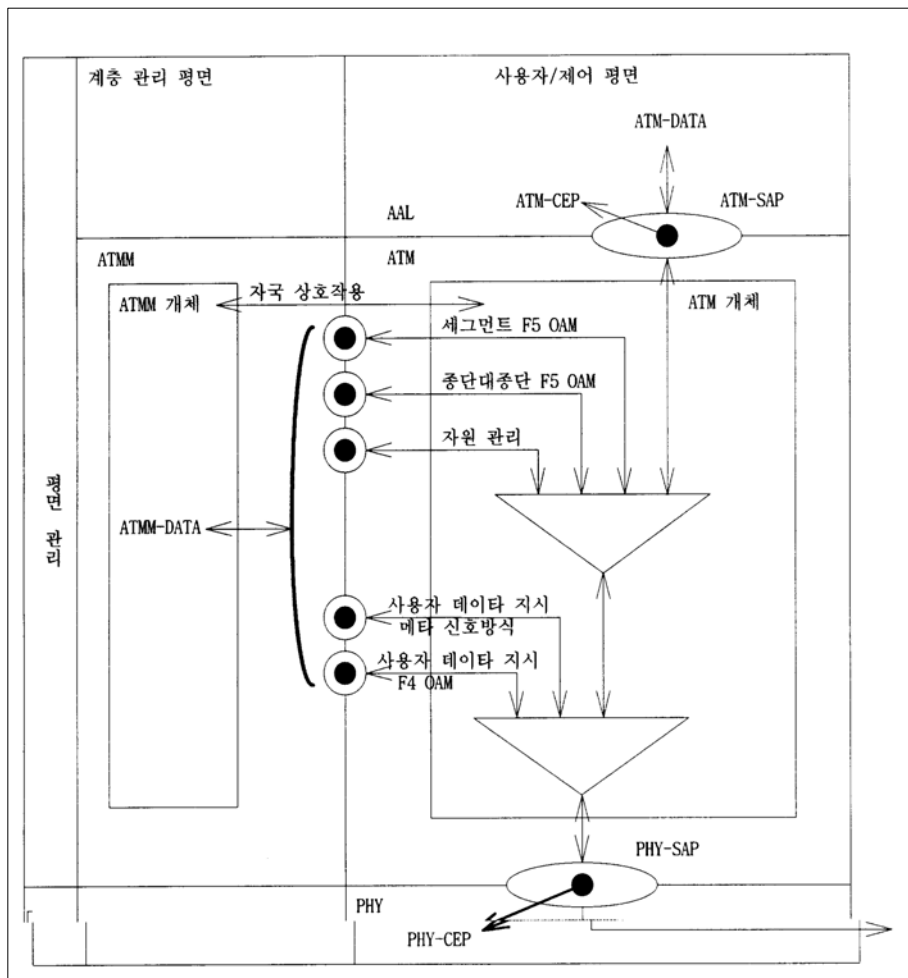 계층 관리 평면
사용자/제어 평면
ATM-DATA
ATM-CEP
ATM-SAP
AAL
ATMM
ATM
ATMM 개체
자국 상호작용
ATM 개체
세그먼트 F5 OAM
종단대종단 F5 OAM
자원 관리
평면 관리
ATMM-DATA
사용자 데이타 지시
메타 신호방식
사용자 데이타 지시
F4 OAM
PHY-SAP
PHY
PHY-CEP